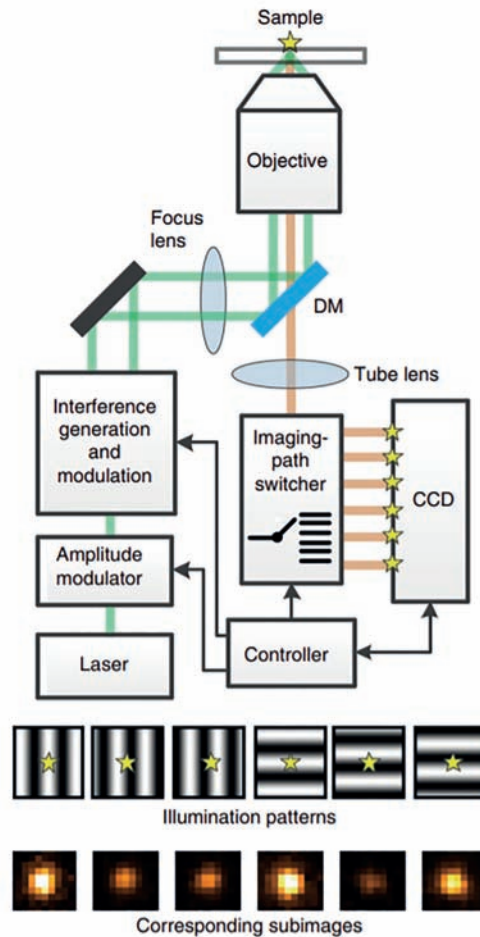 Sample
Objective
Focus
lens
DM
Tube lens
Interference
generation
and
modulation
Imaging-
path
switcher
CCD
Amplitude
modulator
Laser
Controller
Illumination patterns
Corresponding subimages